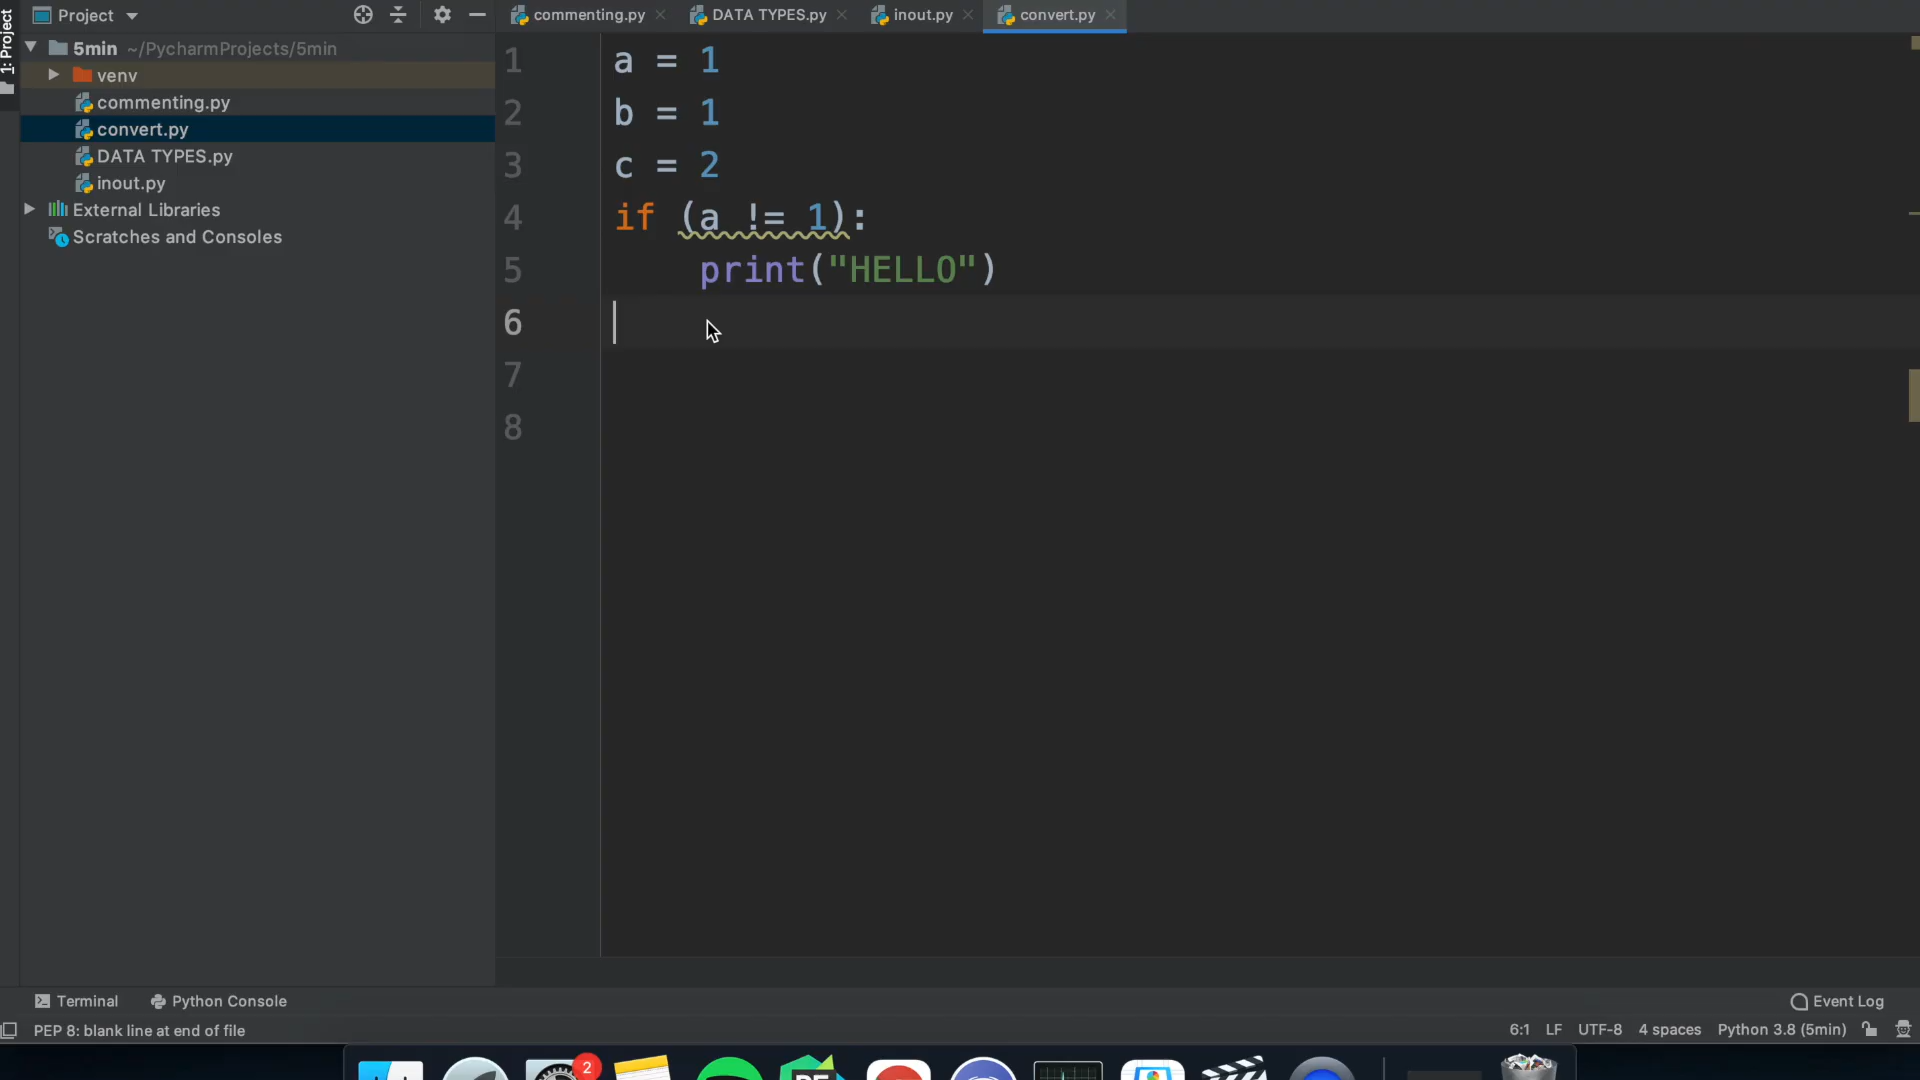 1: Project
Project
commenting.py
DATA TYPES.py
inout.py
convert.py
5min ~/PycharmProjects/5min
venv
commenting.py
convert.py
DATA TYPES.py
inout.py
External Libraries
Scratches and Consoles
1 a = 1
2 b = 1
3 c = 2
4 if (a != 1):
5 print("HELLO")
6
7
8
Terminal
Python Console
Event Log
PEP 8: blank line at end of file
6:1 LF UTF-8 4 spaces Python 3.8 (5min)
2
PE